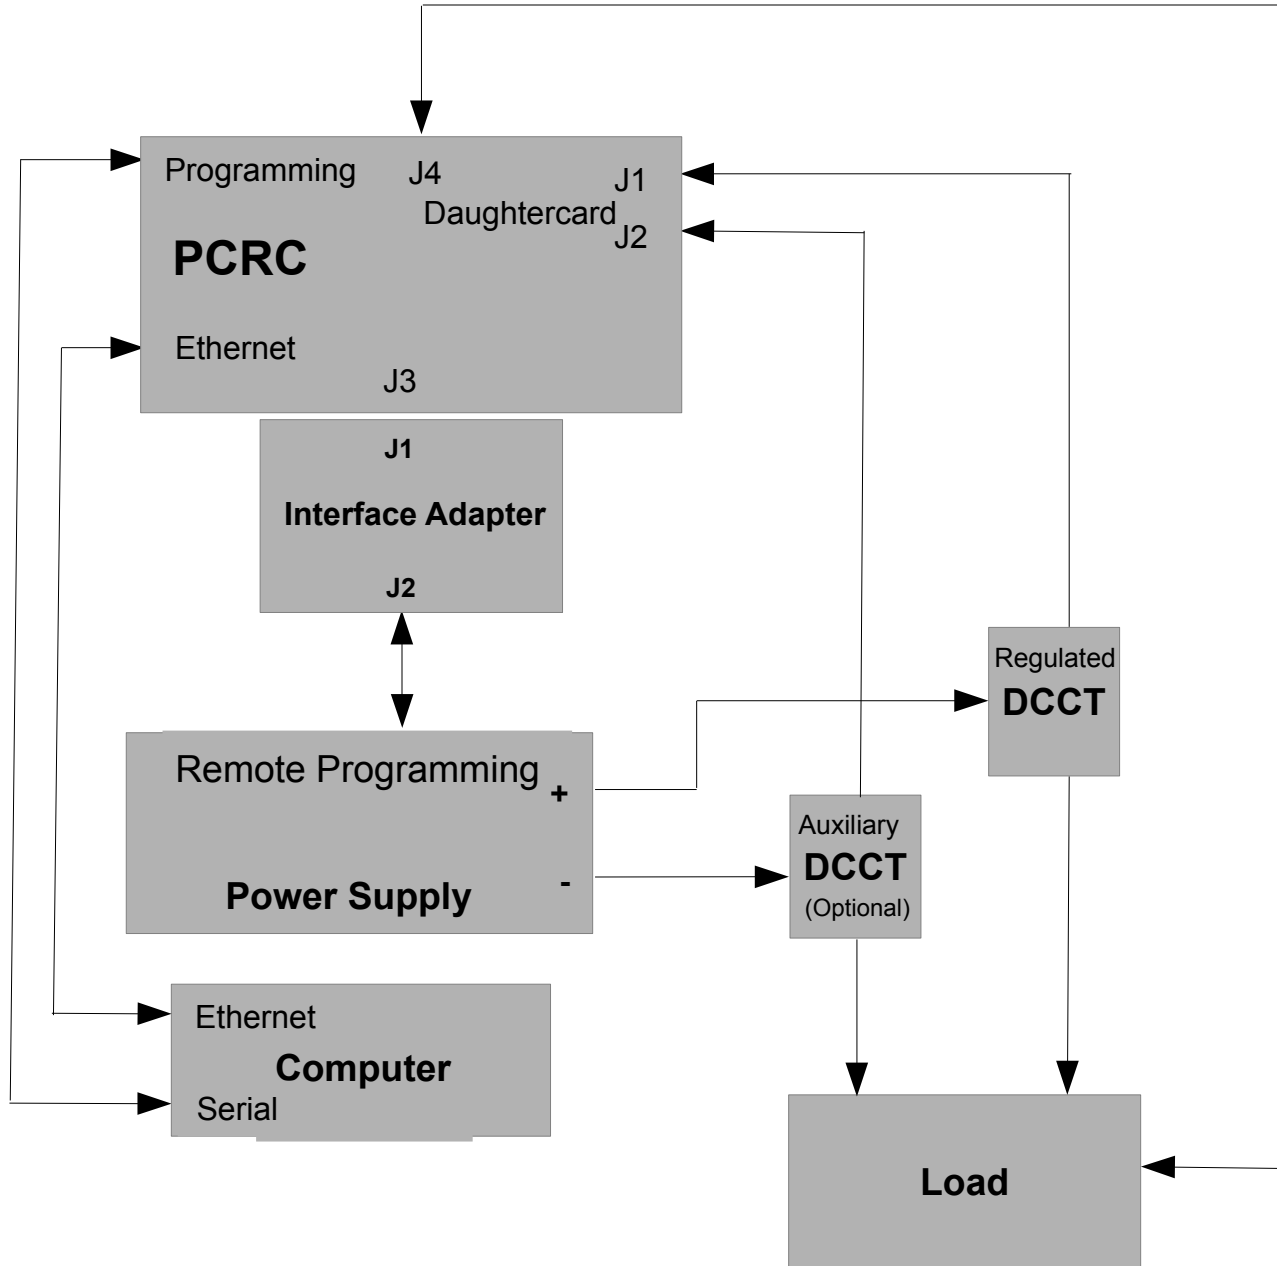 Programming
J4
J1
Daughtercard
J2
PCRC
Ethernet
J3
J1
Interface Adapter
J2
Regulated
DCCT
Remote Programming
+
-
Power Supply
Auxiliary
DCCT
(Optional)
Ethernet
Computer
Serial
Load